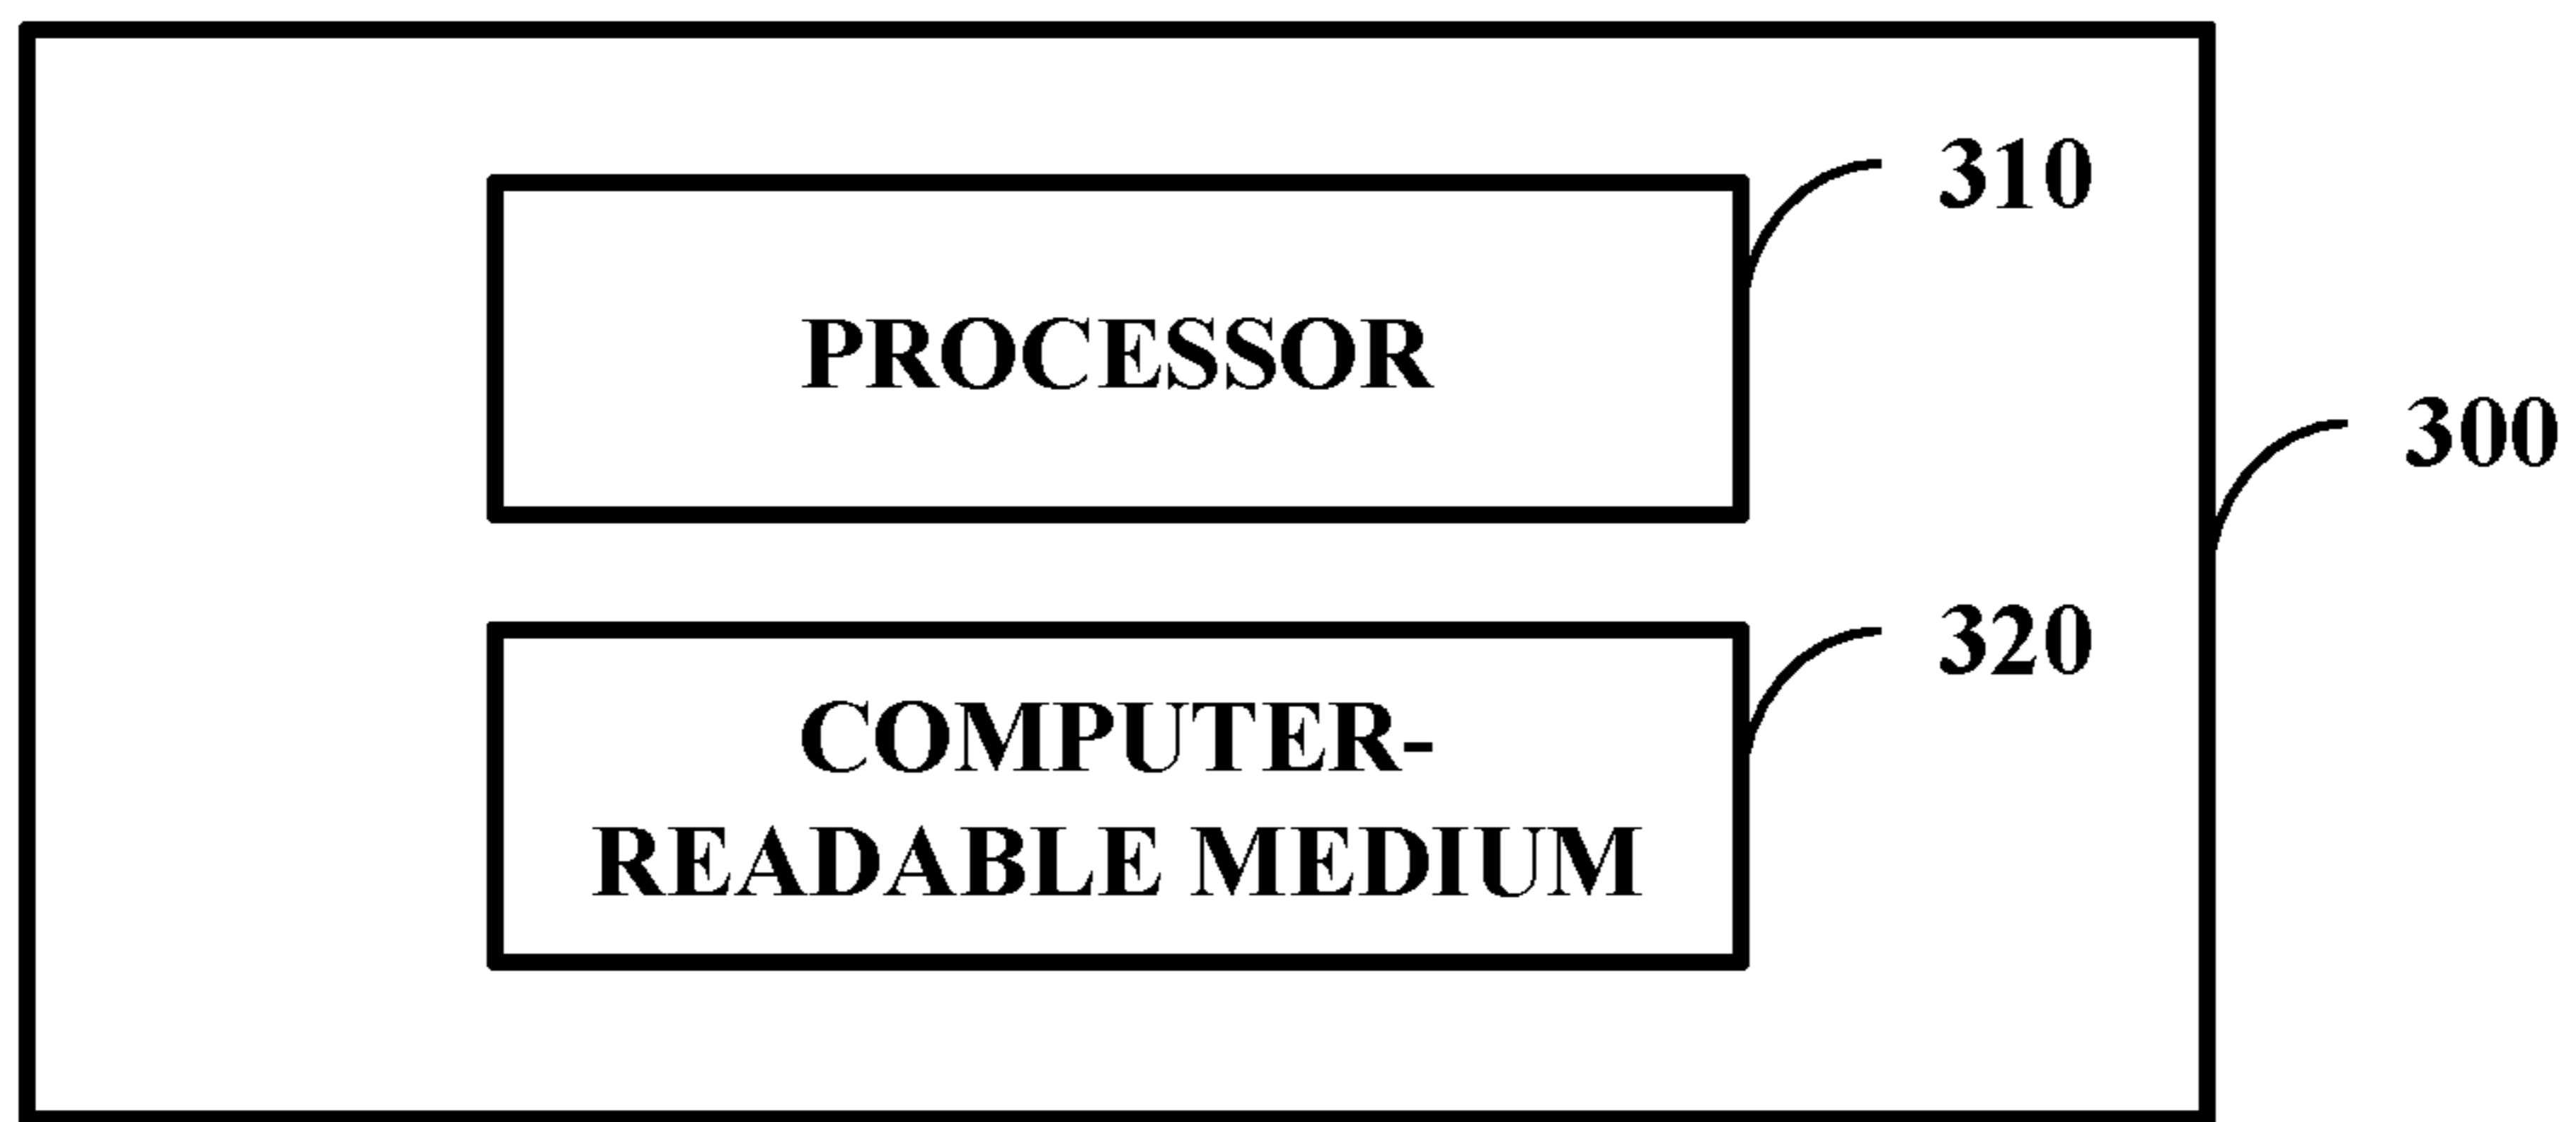 310
PROCESSOR
300
320
COMPUTER-
READABLE MEDIUM